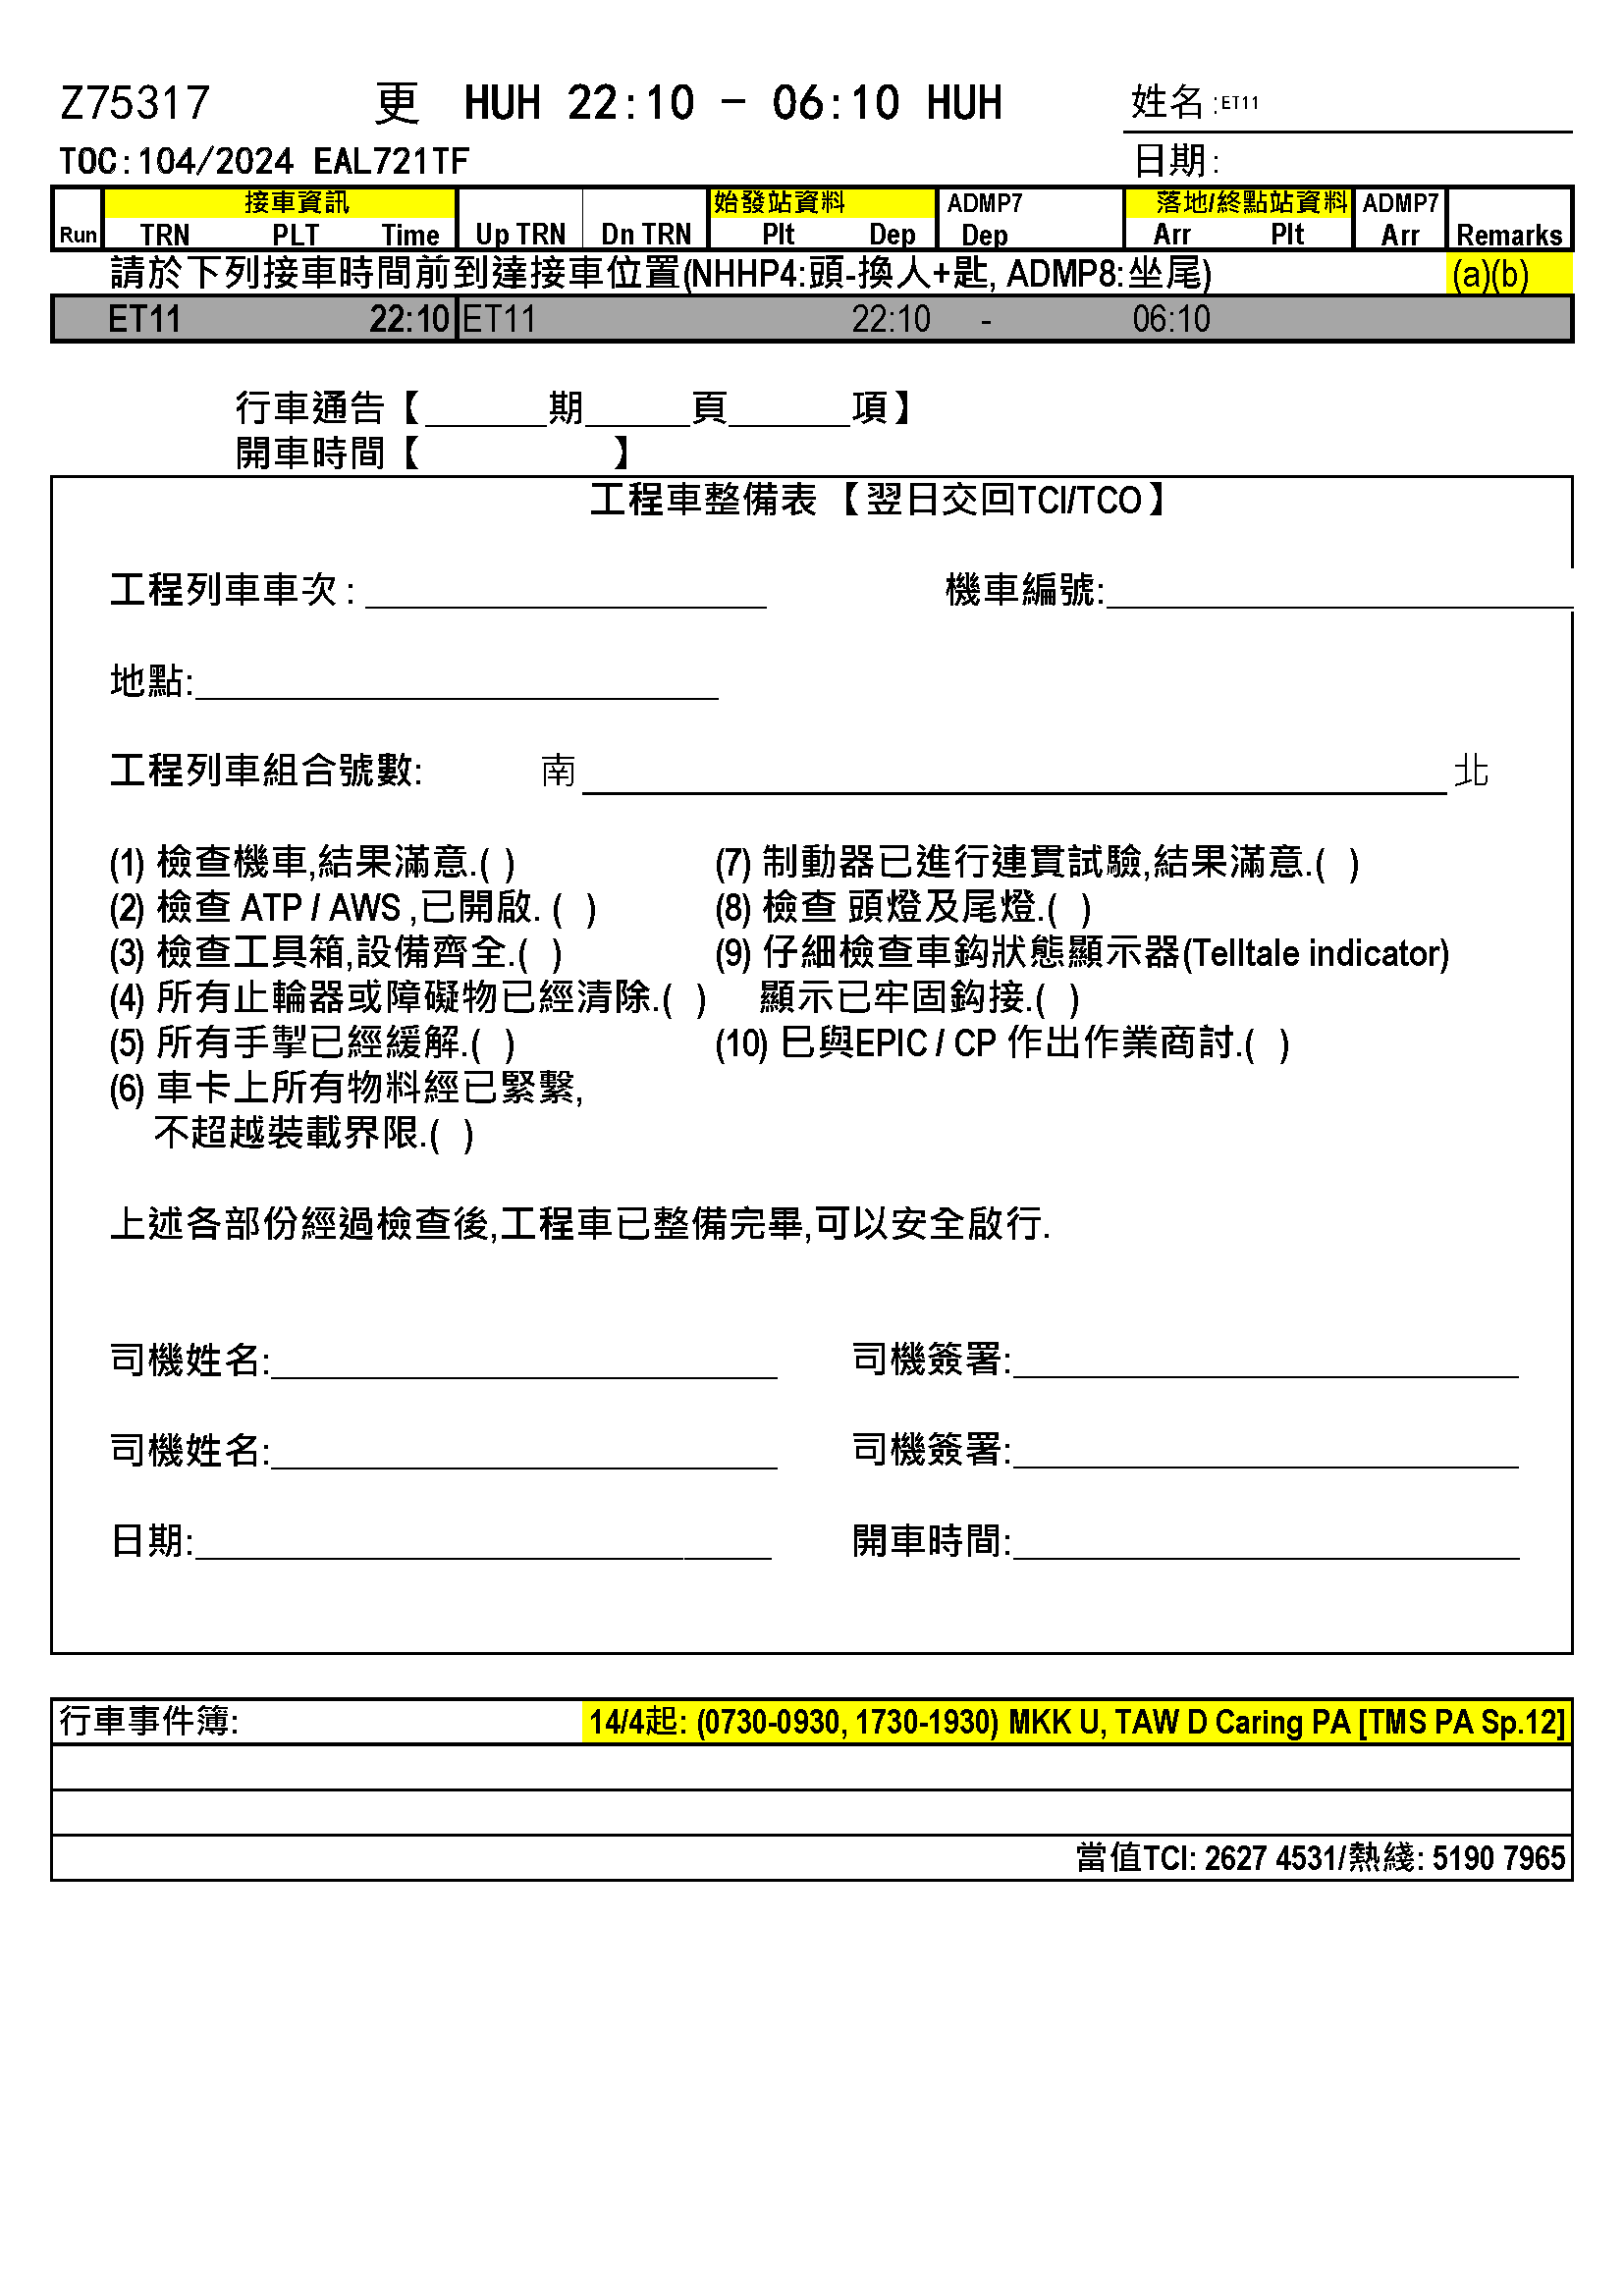 Z75317 更 HUH 22:10 – 06:10 HUH 姓名:ET11
TOC:104/2024 EAL721TF 日期:
接車資訊 始發站資料 ADMP7 落地/終點站資料 ADMP7
Run TRN PLT Time Up TRN Dn TRN Plt Dep Dep Arr Plt Arr Remarks
請於下列接車時間前到達接車位置(NHHP4:頭-換人+匙, ADMP8:坐尾) (a)(b)
ET11 22:10 ET11 22:10 - 06:10
行車通告【______期_____頁______項】
開車時間【 】
工程車整備表 【翌日交回TCI/TCO】
工程列車車次 : 機車編號:
地點:
工程列車組合號數: 南 北
(1) 檢查機車,結果滿意.( ) (7) 制動器已進行連貫試驗,結果滿意.( )
(2) 檢查 ATP / AWS ,已開啟. ( ) (8) 檢查 頭燈及尾燈.( )
(3) 檢查工具箱,設備齊全.( ) (9) 仔細檢查車鈎狀態顯示器(Telltale indicator)
(4) 所有止輪器或障礙物已經清除.( ) 顯示已牢固鈎接.( )
(5) 所有手掣已經緩解.( ) (10) 巳與EPIC / CP 作出作業商討.( )
(6) 車卡上所有物料經已緊繫,
不超越裝載界限.( )
上述各部份經過檢查後,工程車已整備完畢,可以安全啟行.
司機姓名: 司機簽署:
司機姓名: 司機簽署:
日期: 開車時間:
行車事件簿: 14/4起: (0730-0930, 1730-1930) MKK U, TAW D Caring PA [TMS PA Sp.12]
當值TCI: 2627 4531/熱綫: 5190 7965